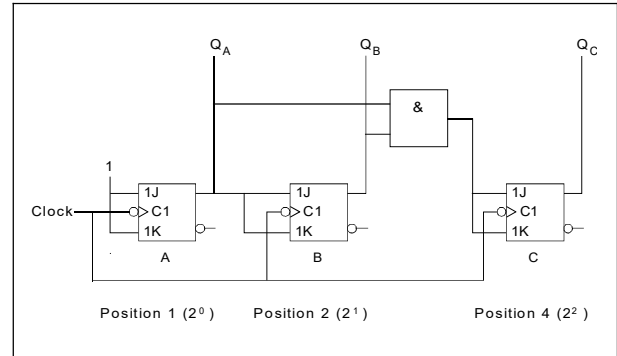 Q_A Q_B Q_C
&
1
1J 1J 1J
Clock C1 C1 C1
1K 1K 1K
A B C
Position 1 (2⁰) Position 2 (2¹) Position 4 (2²)